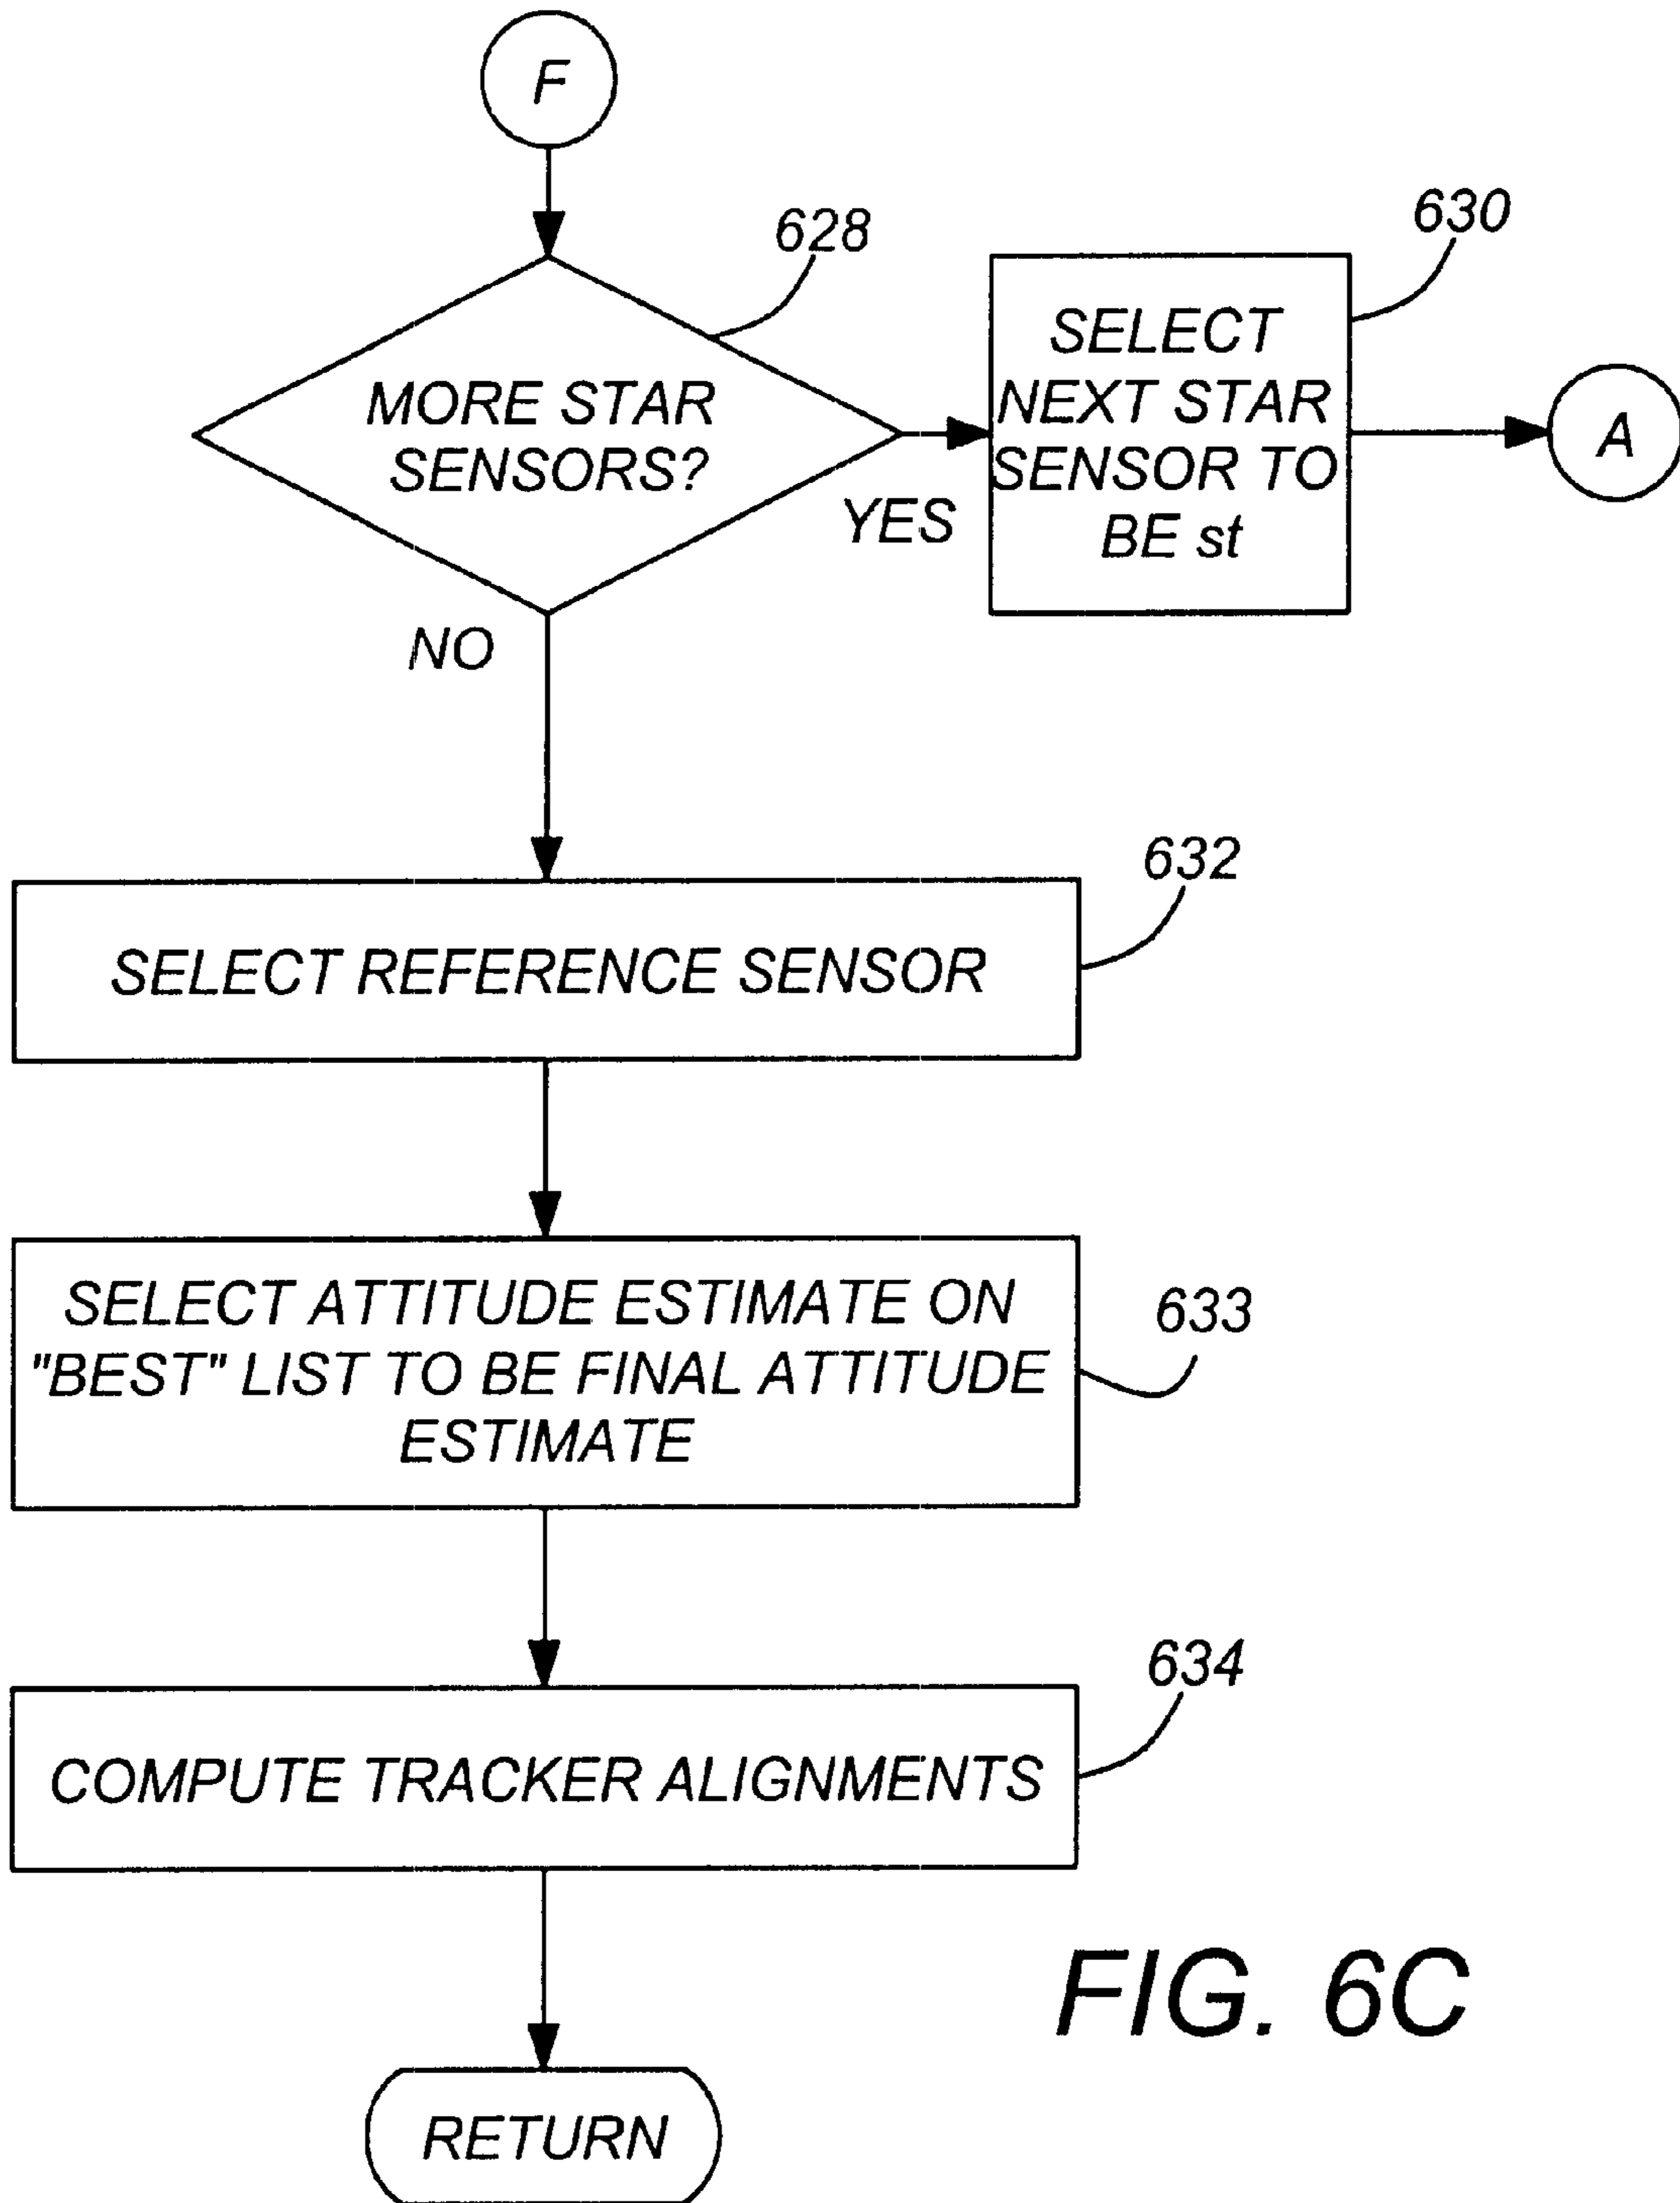 F
628
MORE STAR
SENSORS?
YES
NO
630
SELECT
NEXT STAR
SENSOR TO
BE st
A
632
SELECT REFERENCE SENSOR
633
SELECT ATTITUDE ESTIMATE ON
"BEST" LIST TO BE FINAL ATTITUDE
ESTIMATE
634
COMPUTE TRACKER ALIGNMENTS
RETURN
FIG. 6C